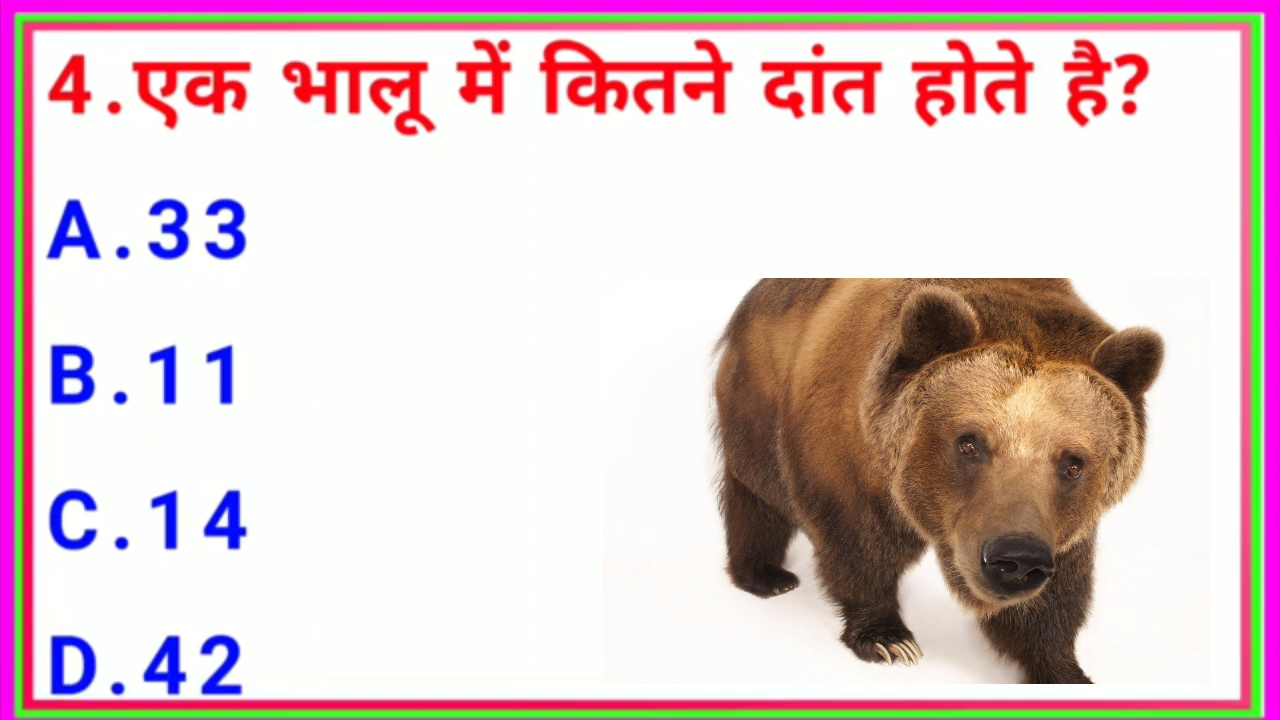 4.एक भालू में कितने दांत होते है?
A.33
B.11
C.14
D.42